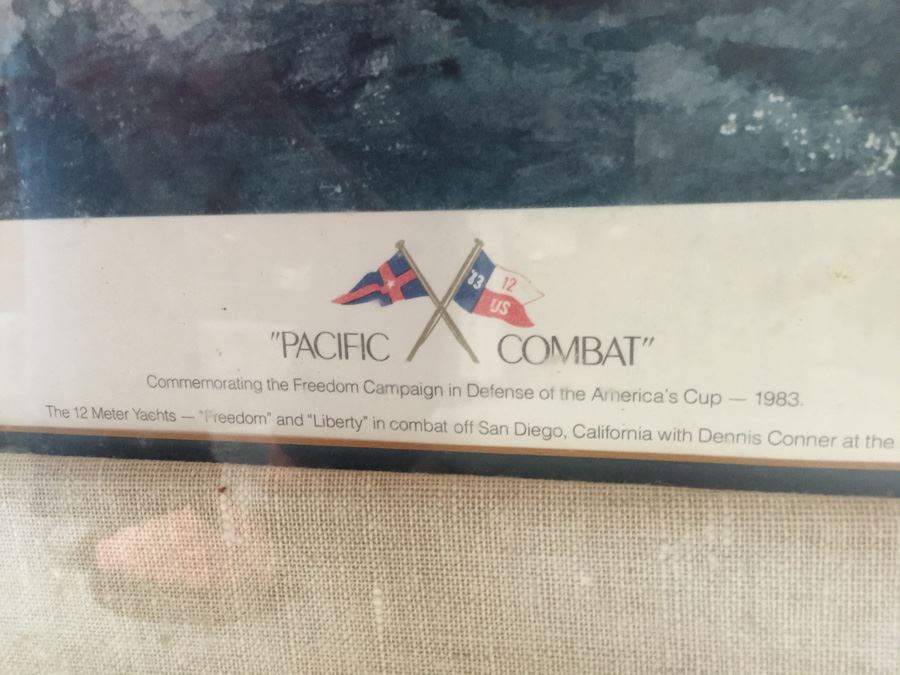 83 12
US
"PACIFIC COMBAT"
Commemorating the Freedom Campaign in Defense of the America's Cup — 1983.
The 12 Meter Yachts — "Freedom" and "Liberty" in combat off San Diego, California with Dennis Conner at the